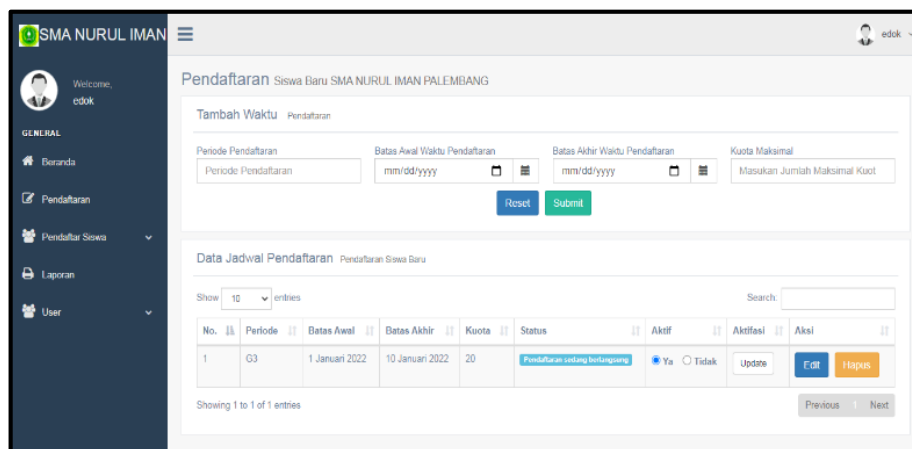 SMA NURUL IMAN
edok
Welcome,
edok
GENERAL
Beranda
Pendaftaran
Pendaftar Siswa
Laporan
User
Pendaftaran Siswa Baru SMA NURUL IMAN PALEMBANG
Tambah Waktu Pendaftaran
Periode Pendaftaran Batas Awal Waktu Pendaftaran Batas Akhir Waktu Pendaftaran Kuota Maksimal
Periode Pendaftaran mm/dd/yyyy mm/dd/yyyy Masukan Jumlah Maksimal Kuot
Reset Submit
Data Jadwal Pendaftaran Pendaftaran Siswa Baru
Show 10 entries Search:
No. Periode Batas Awal Batas Akhir Kuota Status Aktif Aktifasi Aksi
1 G3 1 Januari 2022 10 Januari 2022 20 Pendaftaran sedang berlangsung Ya Tidak Update Edit Hapus
Showing 1 to 1 of 1 entries Previous 1 Next